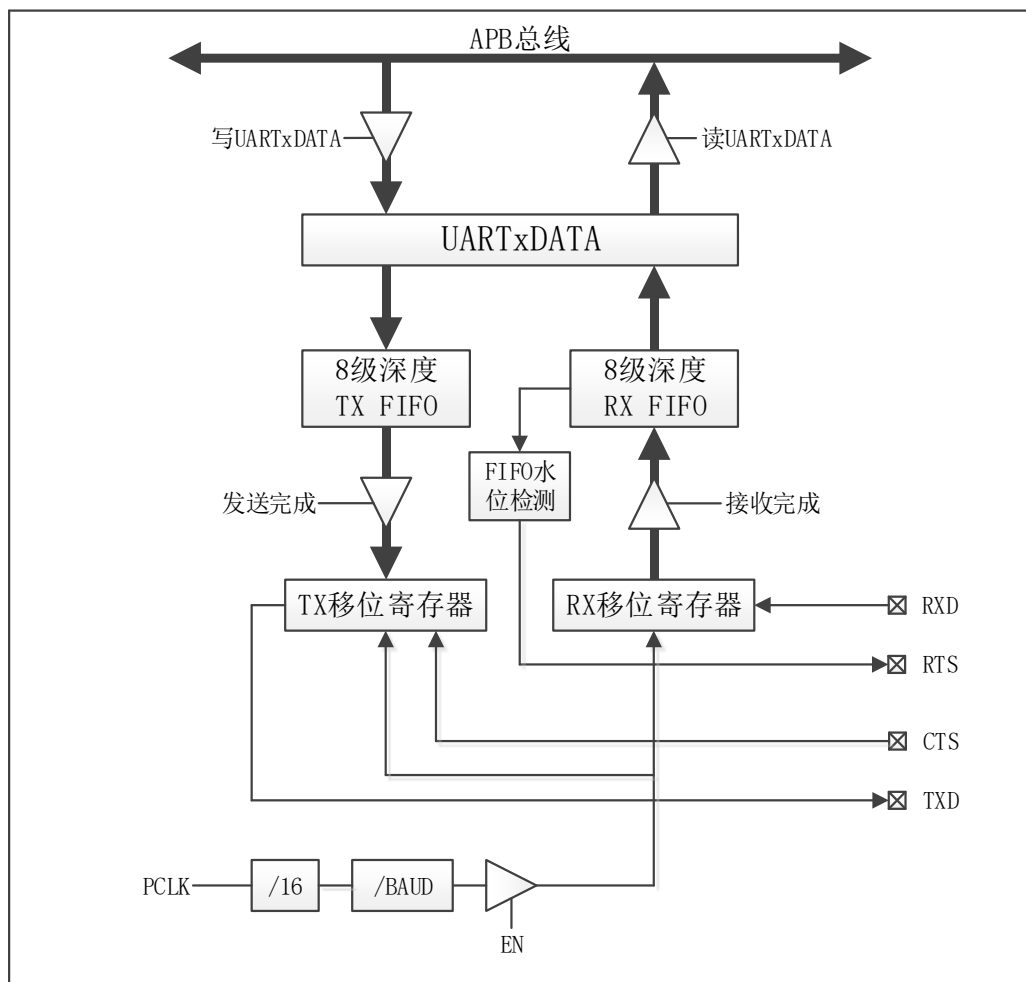 APB总线
写UARTxDATA
读UARTxDATA
UARTxDATA
8级深度
TX FIFO
8级深度
RX FIFO
FIFO水
位检测
发送完成
接收完成
TX移位寄存器
RX移位寄存器
RXD
RTS
CTS
TXD
PCLK
/16
/BAUD
EN